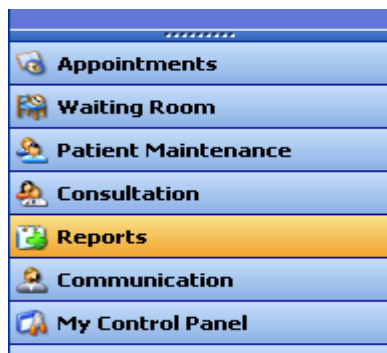 Appointments
Waiting Room
Patient Maintenance
Consultation
Reports
Communication
My Control Panel